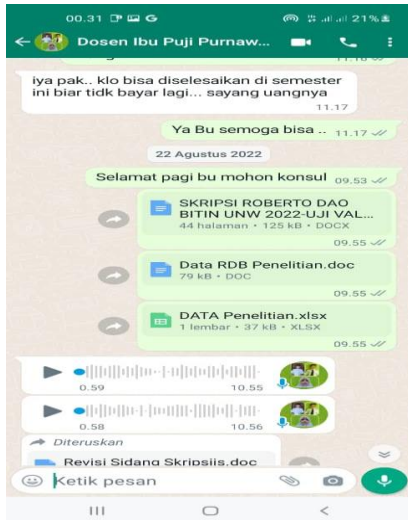 00.31 G 21%
Dosen Ibu Puji Purnaw...
iya pak.. klo bisa diselesaikan di semester
ini biar tidk bayar lagi... sayang uangnya
11.17
Ya Bu semoga bisa .. 11.17
22 Agustus 2022
Selamat pagi bu mohon konsul 09.53
SKRIPSI ROBERTO DAO
BITIN UNW 2022-UJI VAL...
44 halaman • 125 kB • DOCX
09.55
Data RDB Penelitian.doc
79 kB • DOC
09.55
DATA Penelitian.xlsx
1 lembar • 37 kB • XLSX
09.55
0.59 10.55
0.58 10.56
Diteruskan
Revisi Sidang Skripsiis.doc
Ketik pesan